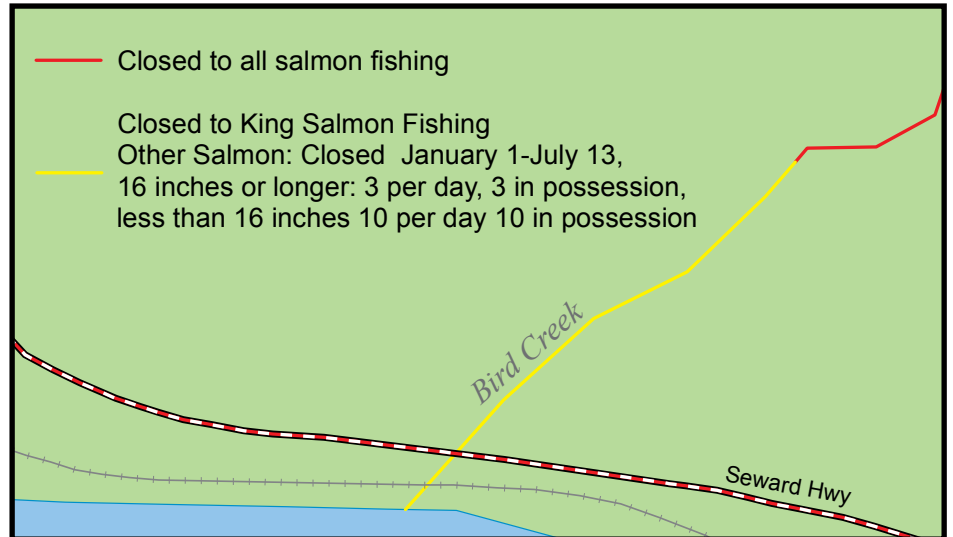 Closed to all salmon fishing
Closed to King Salmon Fishing
Other Salmon: Closed  January 1-July 13,
16 inches or longer: 3 per day, 3 in possession,
less than 16 inches 10 per day 10 in possession
Bird Creek
Seward Hwy